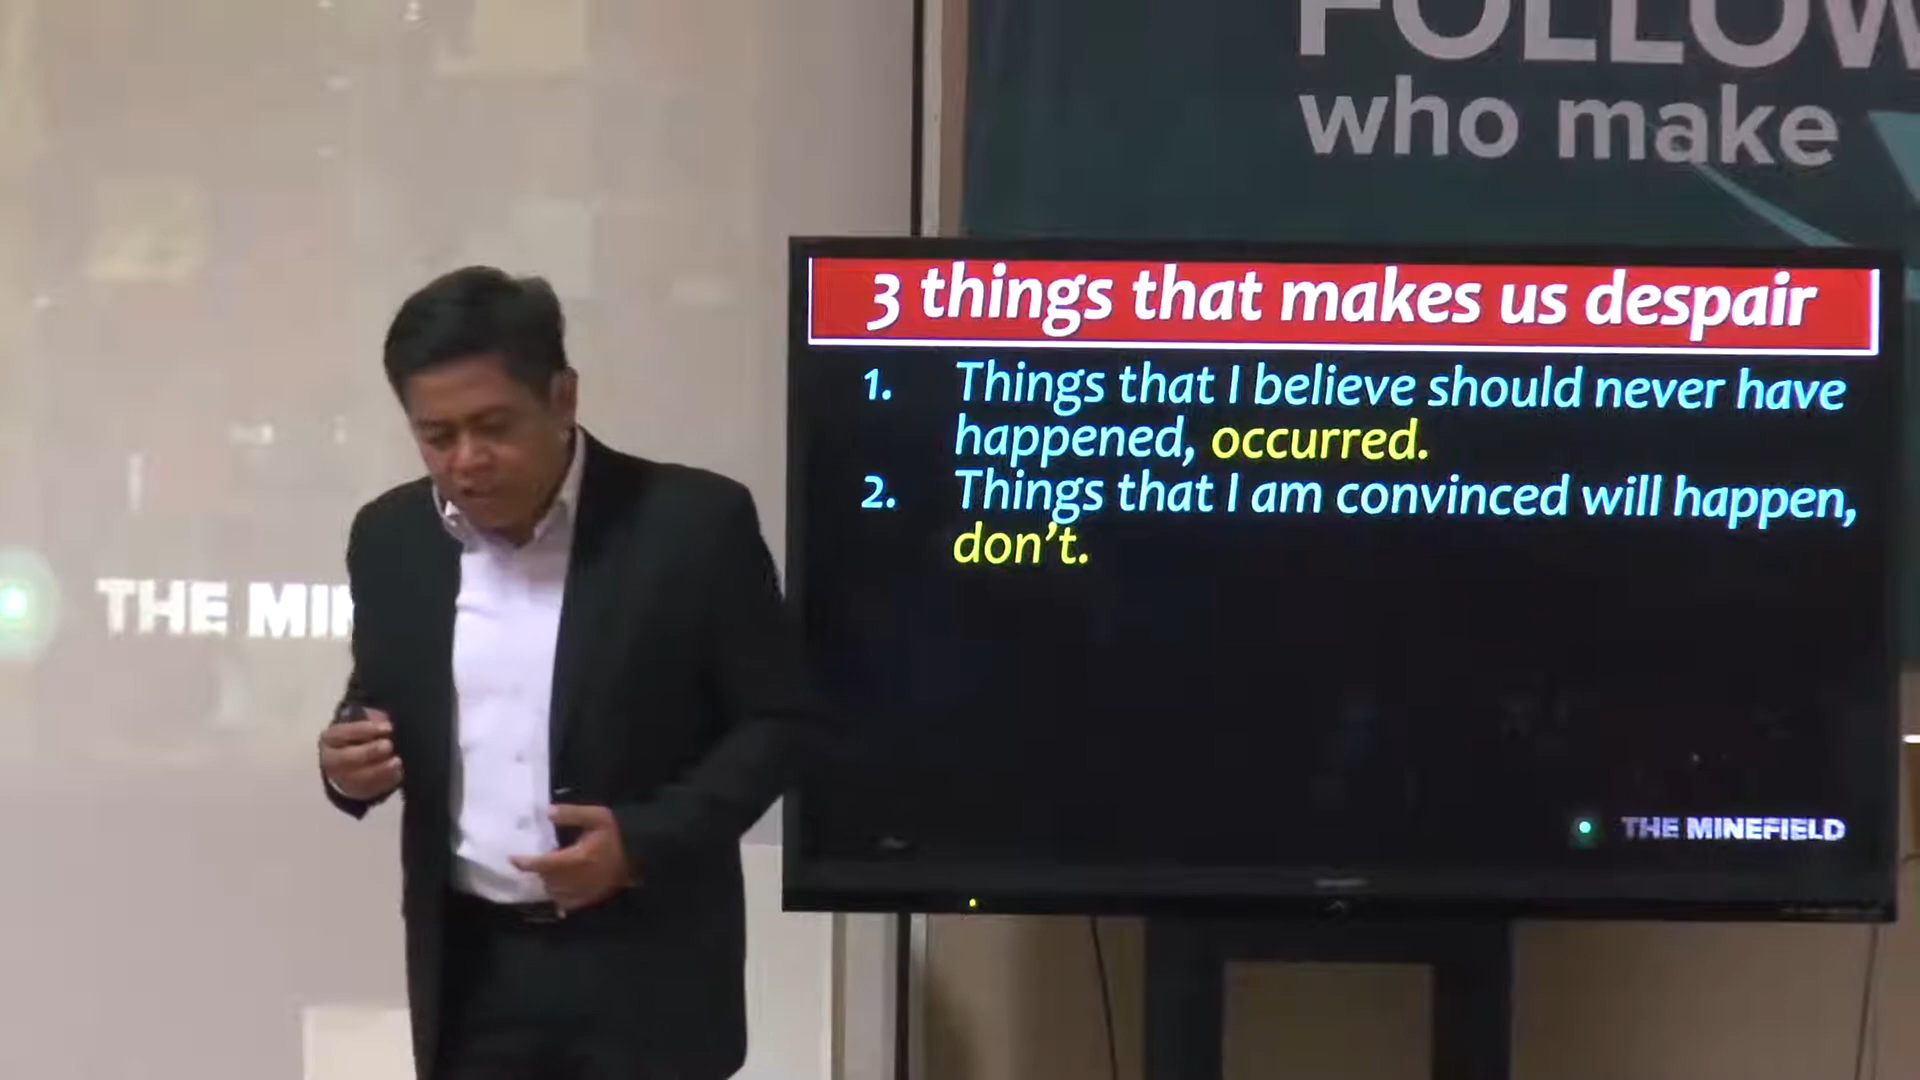 FOLLOW
who make
3 things that makes us despair
1. Things that I believe should never have
happened, occurred.
2. Things that I am convinced will happen,
don't.
THE MINEFIELD
THE MIN